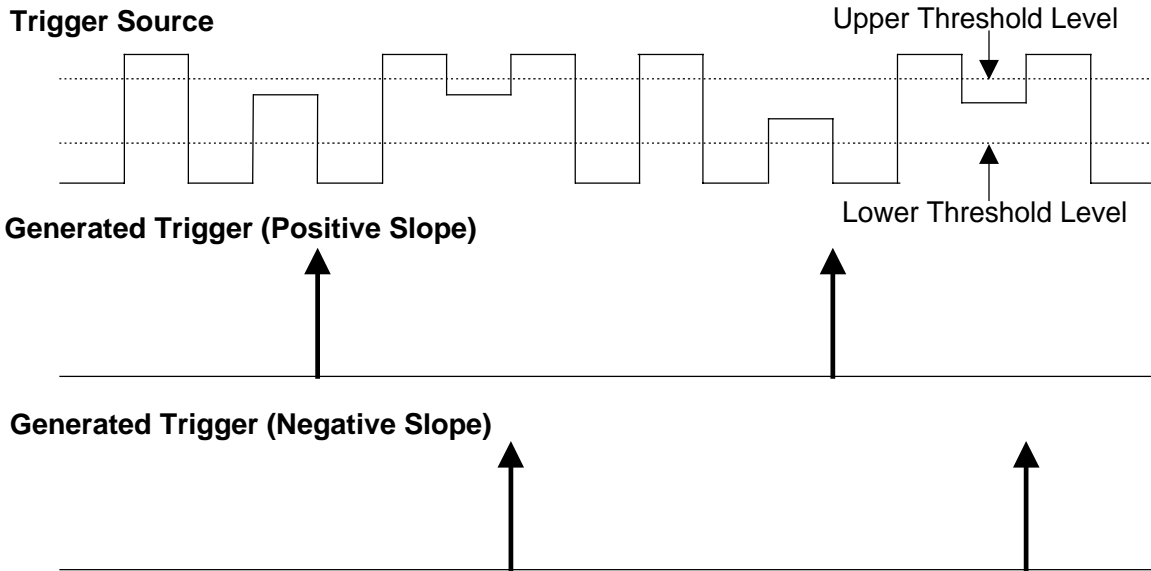 Trigger Source
Upper Threshold Level
Lower Threshold Level
Generated Trigger (Positive Slope)
Generated Trigger (Negative Slope)